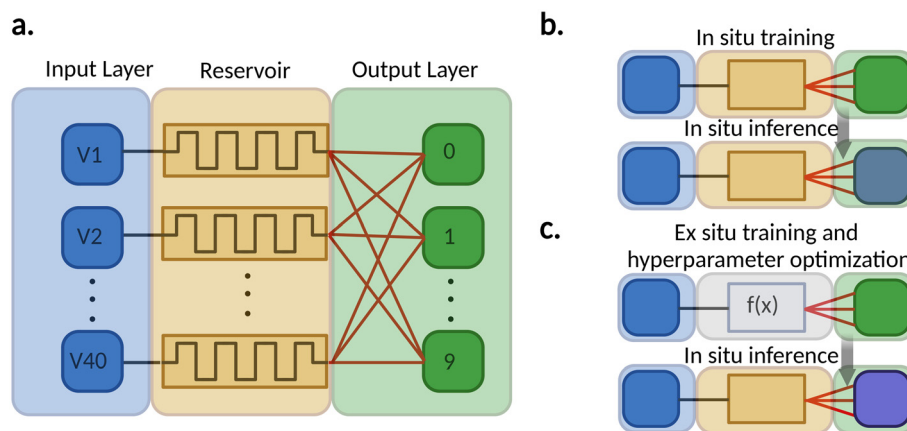 a.
Input Layer
Reservoir
Output Layer
V1
V2
V40
0
1
9
b.
In situ training
In situ inference
c.
Ex situ training and
hyperparameter optimization
f(x)
In situ inference